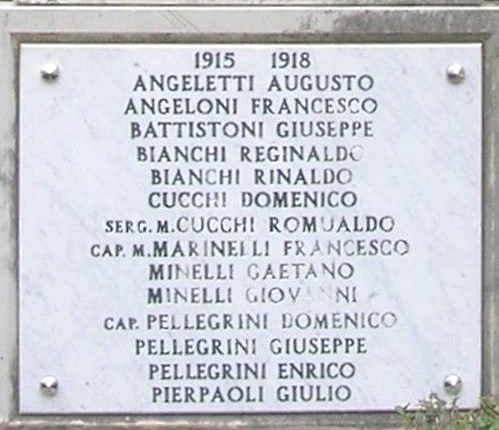 1915 1918
ANGELETTI AUGUSTO
ANGELONI FRANCESCO
BATTISTONI GIUSEPPE
BIANCHI REGINALDO
BIANCHI RINALDO
CUCCHI DOMENICO
SERG. M. CUCCHI ROMUALDO
CAP. M. MARINELLI FRANCESCO
MINELLI GAETANO
MINELLI GIOVANNI
CAP. PELLEGRINI DOMENICO
PELLEGRINI GIUSEPPE
PELLEGRINI ENRICO
PIERPAOLI GIULIO